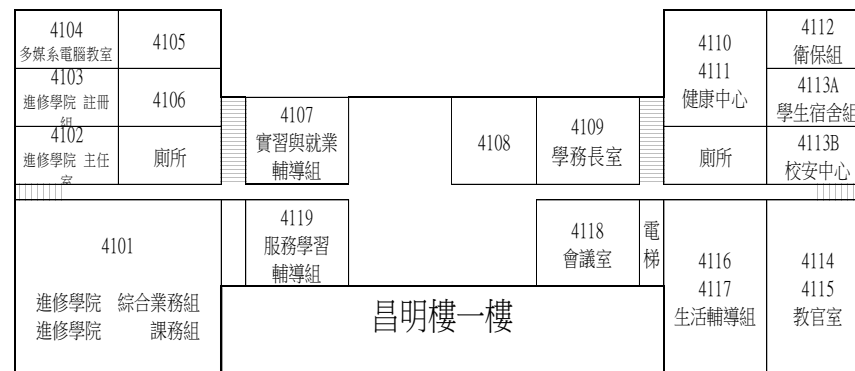 4104
多媒系電腦教室
4105
4103
進修學院 註冊
組
4106
4102
進修學院 主任
室
廁所
4107
實習與就業
輔導組
4108
4109
學務長室
4110
4111
健康中心
4112
衛保組
4113A
學生宿舍組
廁所
4113B
校安中心
4101
進修學院 綜合業務組
進修學院 課務組
4119
服務學習
輔導組
4118
會議室
電
梯
4116
4117
生活輔導組
4114
4115
教官室
昌明樓一樓